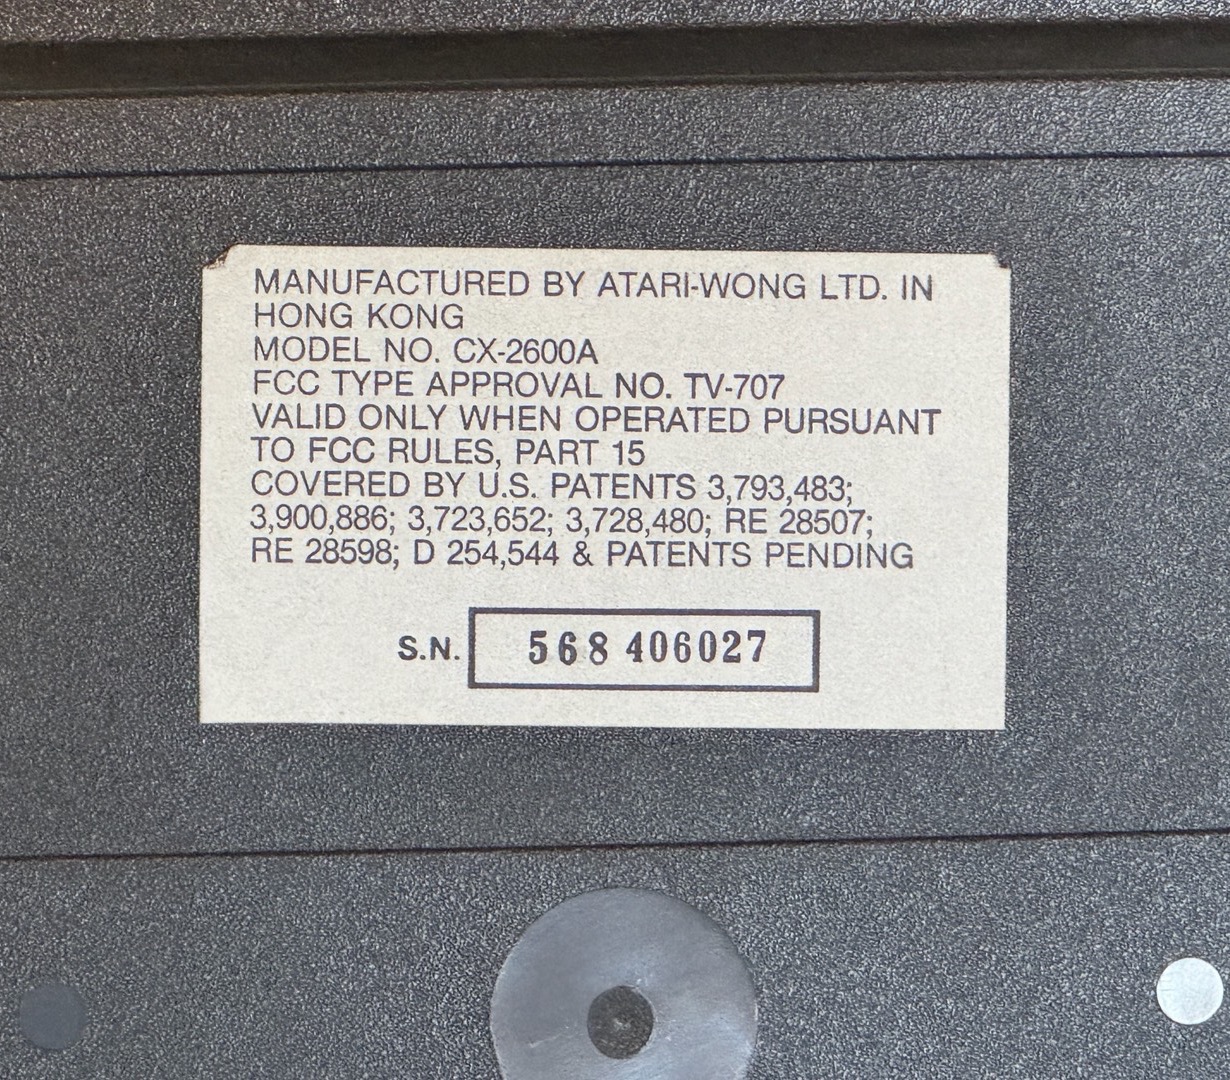 MANUFACTURED BY ATARI-WONG LTD. IN
HONG KONG
MODEL NO. CX-2600A
FCC TYPE APPROVAL NO. TV-707
VALID ONLY WHEN OPERATED PURSUANT
TO FCC RULES, PART 15
COVERED BY U.S. PATENTS 3,793,483;
3,900,886; 3,723,652; 3,728,480; RE 28507;
RE 28598; D 254,544 & PATENTS PENDING
S.N. 568 406027